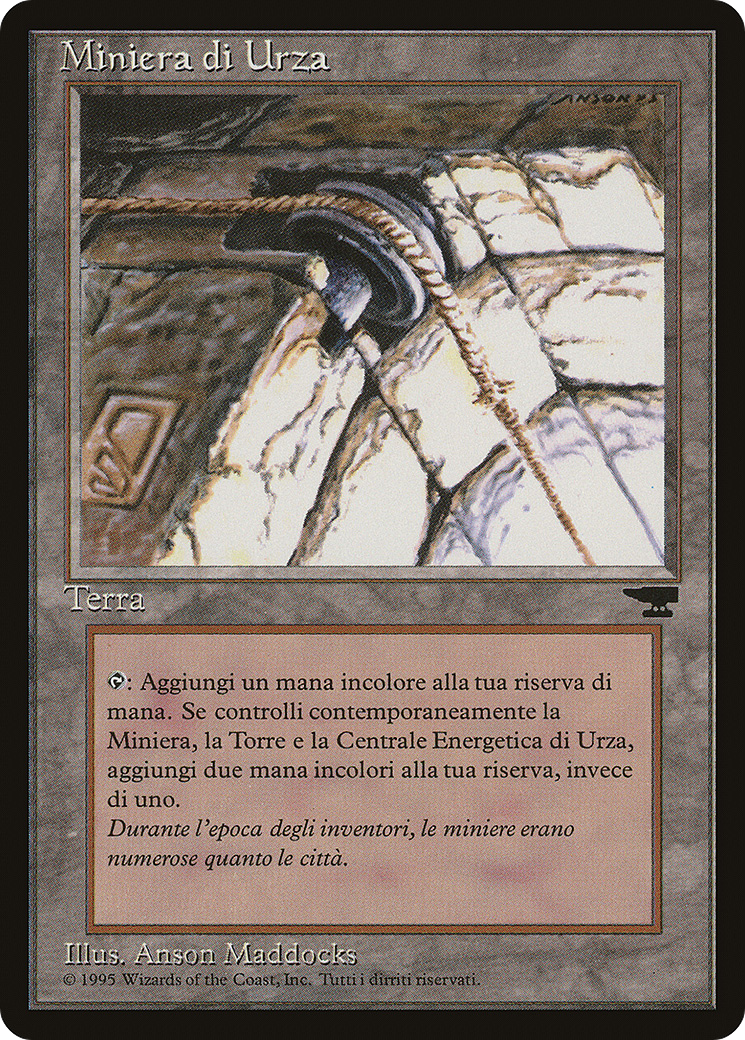 Miniera di Urza
ANSON 93
Terra
: Aggiungi un mana incolore alla tua riserva di
mana. Se controlli contemporaneamente la
Miniera, la Torre e la Centrale Energetica di Urza,
aggiungi due mana incolori alla tua riserva, invece
di uno.
Durante l'epoca degli inventori, le miniere erano
numerose quanto le città.
Illus. Anson Maddocks
© 1995 Wizards of the Coast, Inc. Tutti i dirriti riservati.